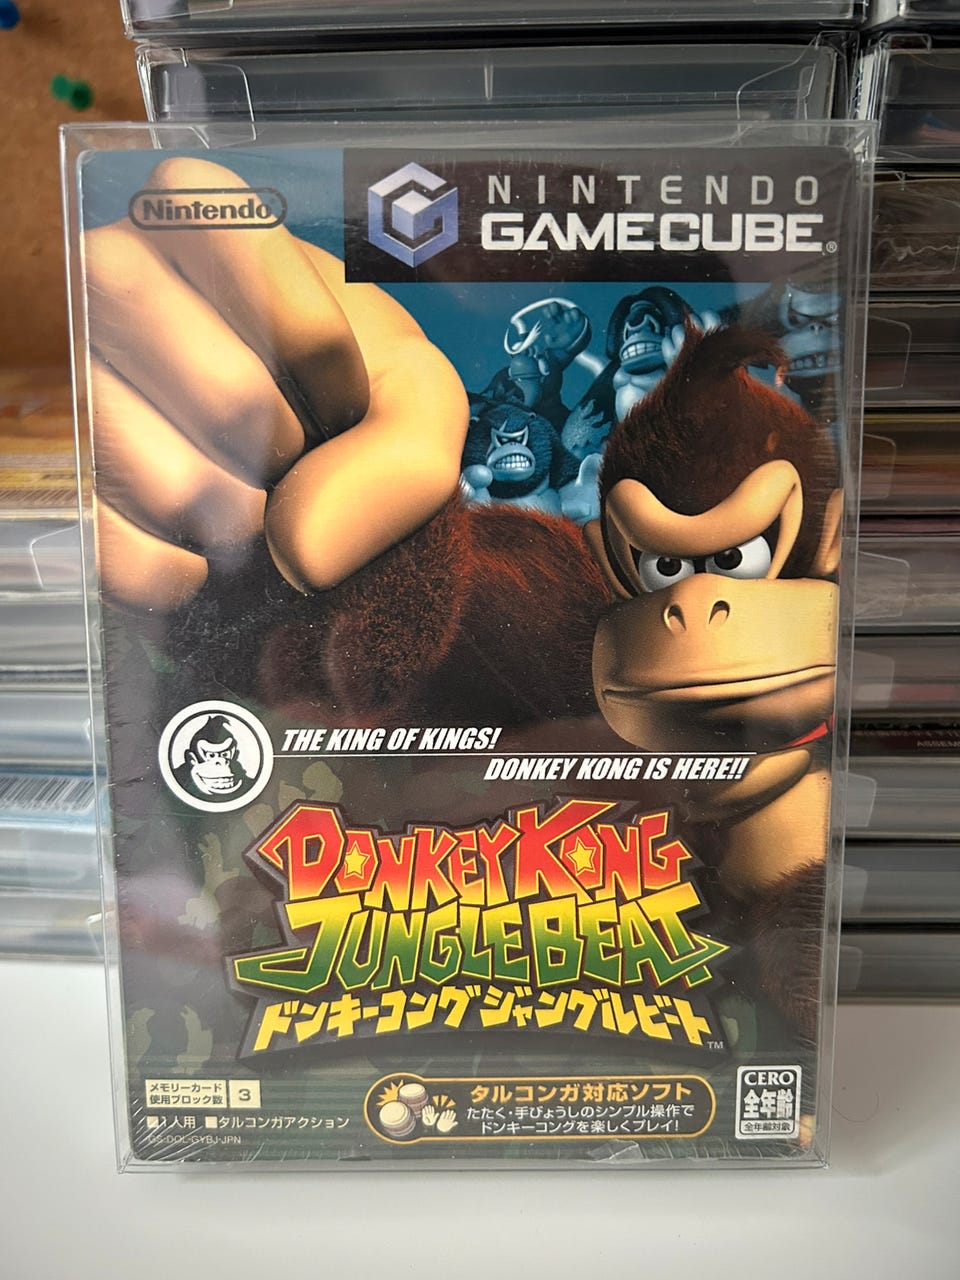 Nintendo
NINTENDO
GAMECUBE®
THE KING OF KINGS!
DONKEY KONG IS HERE!!
DONKEY KONG
JUNGLE BEAT
ドンキーコングジャングルビート
TM
メモリーカード
使用ブロック数 3
■1人用 ■タルコンガアクション
GS-DOL-GYBJ-JPN
タルコンガ対応ソフト
たたく・手びょうしのシンプル操作で
ドンキーコングを楽しくプレイ!
CERO
全年齢
全年齢対象